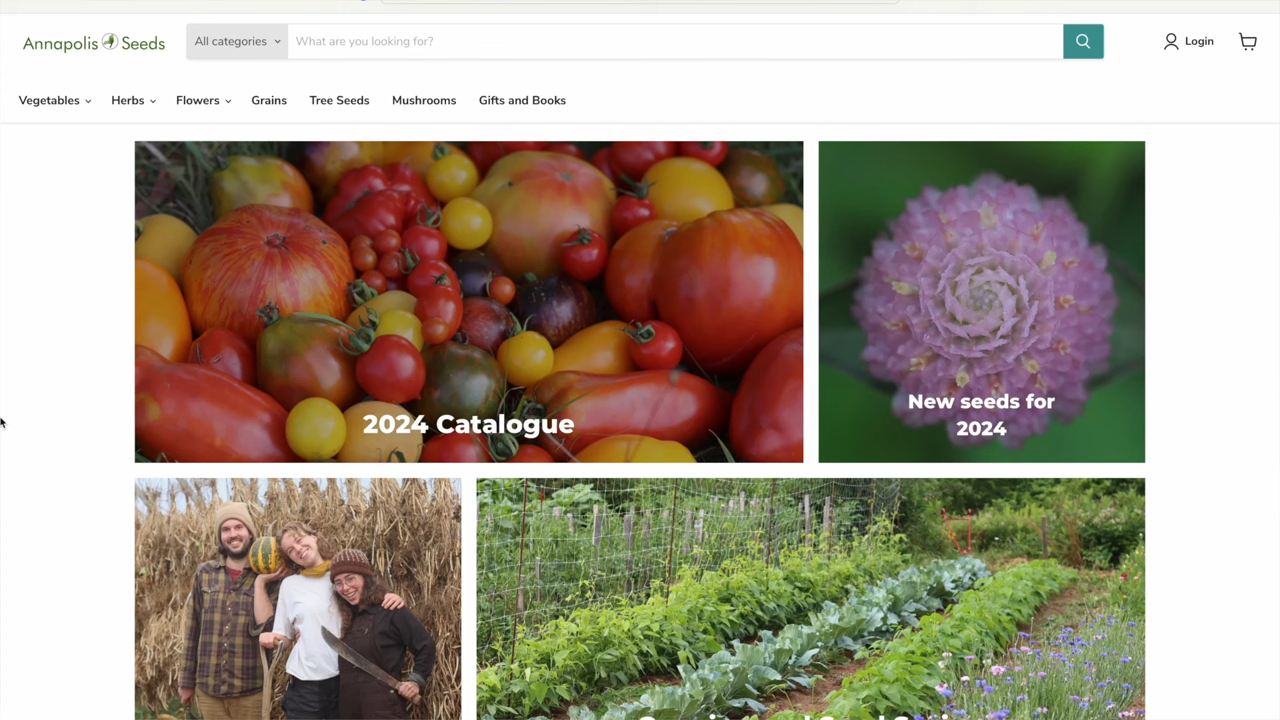 Annapolis Seeds
All categories
What are you looking for?
Login
Vegetables
Herbs
Flowers
Grains
Tree Seeds
Mushrooms
Gifts and Books
2024 Catalogue
New seeds for
2024